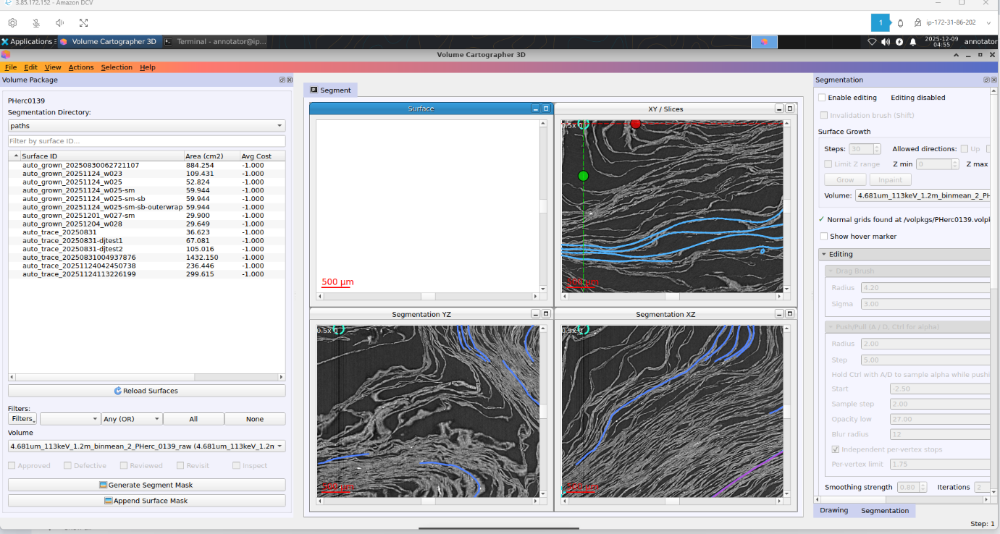 3.85.172.152 - Amazon DCV
1
ip-172-31-86-202
Applications
Volume Cartographer 3D
Terminal - annotator@ip...
2025-12-09
04:55
annotator
Volume Cartographer 3D
File Edit View Actions Selection Help
Volume Package
PHerc0139
Segmentation Directory:
paths
Filter by surface ID...
Surface ID Area (cm2) Avg Cost
auto_grown_20250830062721107 884.254 -1.000
auto_grown_20251124_w023 109.431 -1.000
auto_grown_20251124_w025 52.824 -1.000
auto_grown_20251124_w025-sm 59.944 -1.000
auto_grown_20251124_w025-sm-sb 59.944 -1.000
auto_grown_20251124_w025-sm-sb-outerwrap 59.944 -1.000
auto_grown_20251201_w027-sm 29.900 -1.000
auto_grown_20251204_w028 29.649 -1.000
auto_trace_20250831 36.623 -1.000
auto_trace_20250831-djtest1 67.081 -1.000
auto_trace_20250831-djtest2 105.016 -1.000
auto_trace_20250831004937876 1432.150 -1.000
auto_trace_20251124042450738 236.446 -1.000
auto_trace_20251124113226199 299.615 -1.000
Reload Surfaces
Filters:
Filters Any (OR) All None
Volume
4.681um_113keV_1.2m_binmean_2_PHerc_0139_raw (4.681um_113keV_1.2m
Approved Defective Reviewed Revisit Inspect
Generate Segment Mask
Append Surface Mask
Segment
Surface
500 µm
XY / Slices
0.5x 0
500 µm
Segmentation YZ
0.5x 0
500 µm
Segmentation XZ
0.5x 0
500 µm
Segmentation
Enable editing Editing disabled
Invalidation brush (Shift)
Surface Growth
Steps: 30 Allowed directions: Up
Limit Z range Z min 0 Z max
Grow Inpaint
Volume: 4.681um_113keV_1.2m_binmean_2_PH
✓ Normal grids found at /volpkgs/PHerc0139.volpk
Show hover marker
Editing
Drag Brush
Radius 4.20
Sigma 3.00
Push/Pull (A / D, Ctrl for alpha)
Radius 2.00
Step 5.00
Hold Ctrl with A/D to sample alpha while pushi
Start -2.50
Sample step 2.00
Opacity low 27.00
Blur radius 12
Independent per-vertex stops
Per-vertex limit 1.75
Smoothing strength 0.80 Iterations 2
Drawing Segmentation
Step: 1